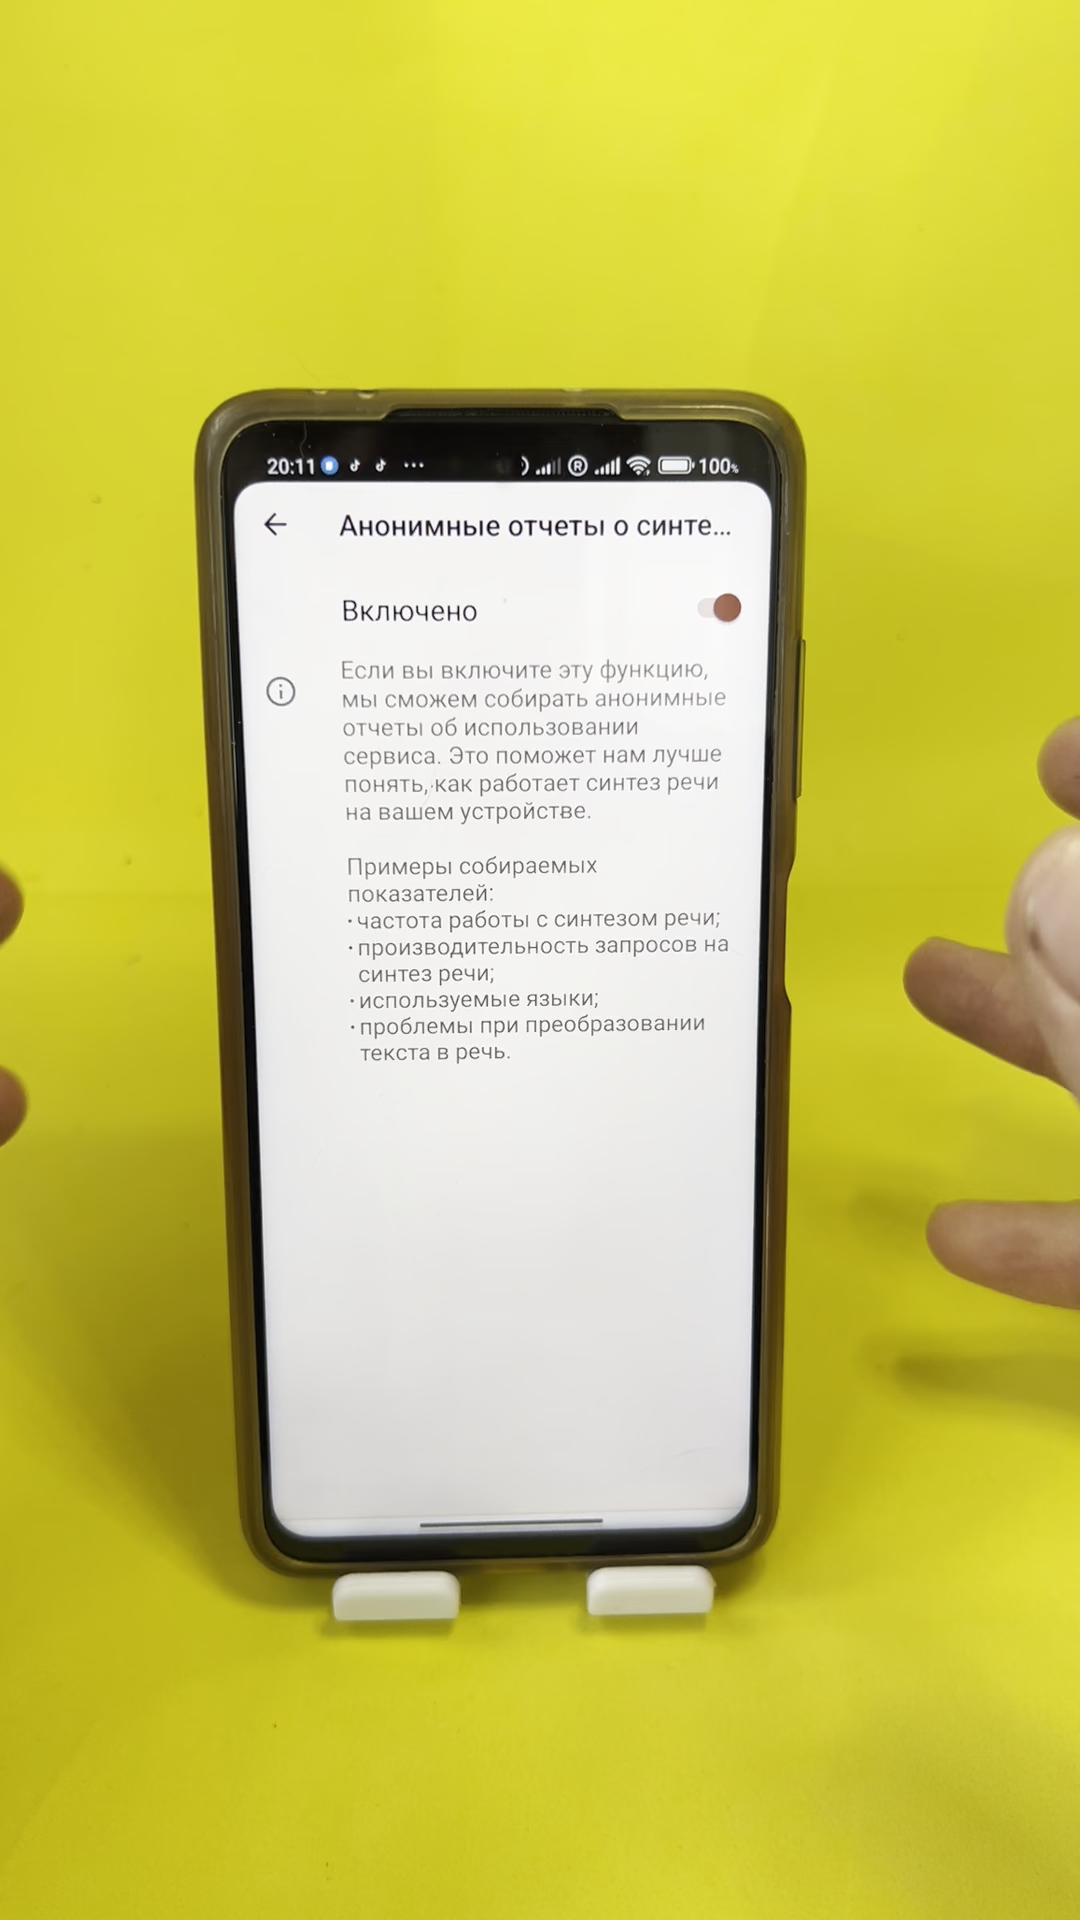 20:11
100%
Анонимные отчеты о синте...
Включено
Если вы включите эту функцию,
мы сможем собирать анонимные
отчеты об использовании
сервиса. Это поможет нам лучше
понять, как работает синтез речи
на вашем устройстве.
Примеры собираемых
показателей:
· частота работы с синтезом речи;
· производительность запросов на
синтез речи;
· используемые языки;
· проблемы при преобразовании
текста в речь.